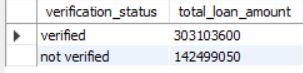 verification_status total_loan_amount
verified 303103600
not verified 142499050